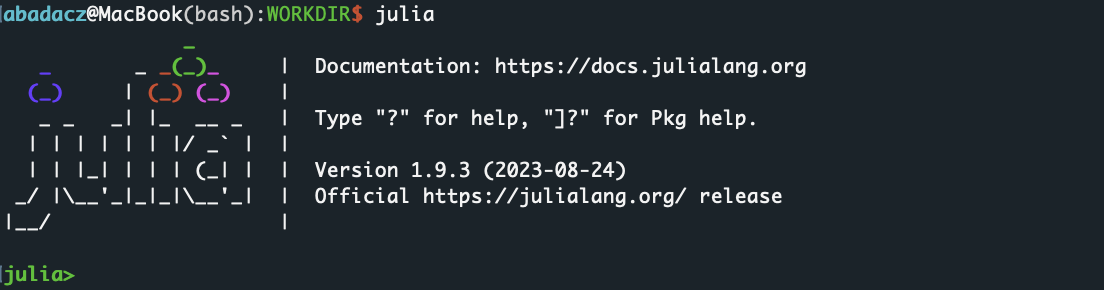 abadacz@MacBook(bash):WORKDIR$ julia
Documentation: https://docs.julialang.org
Type "?" for help, "]?" for Pkg help.
Version 1.9.3 (2023-08-24)
Official https://julialang.org/ release
julia>